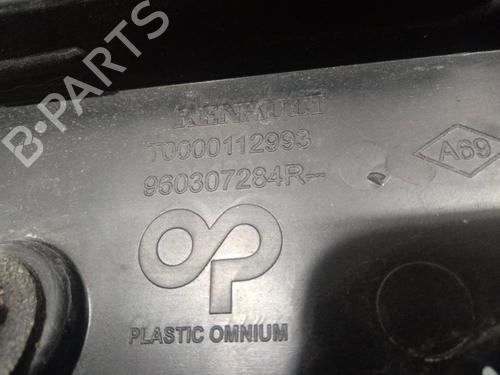 B-PARTS
RENAULT
T0000112993
960307284R--
A69
PLASTIC OMNIUM